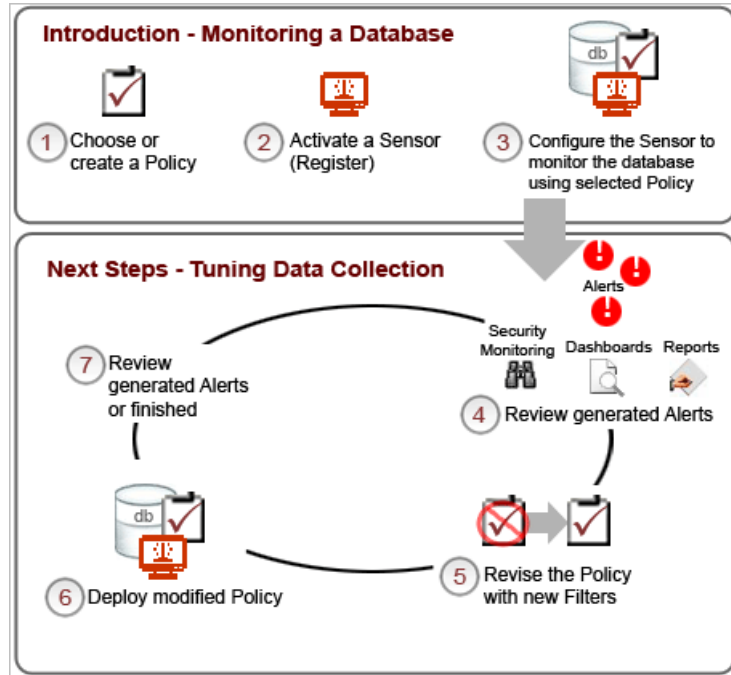 Introduction - Monitoring a Database
db
1 Choose or
create a Policy
2 Activate a Sensor
(Register)
3 Configure the Sensor to
monitor the database
using selected Policy
Next Steps - Tuning Data Collection
Alerts
Security
Monitoring
Dashboards
Reports
4 Review generated Alerts
5 Revise the Policy
with new Filters
db
6 Deploy modified Policy
7 Review
generated Alerts
or finished